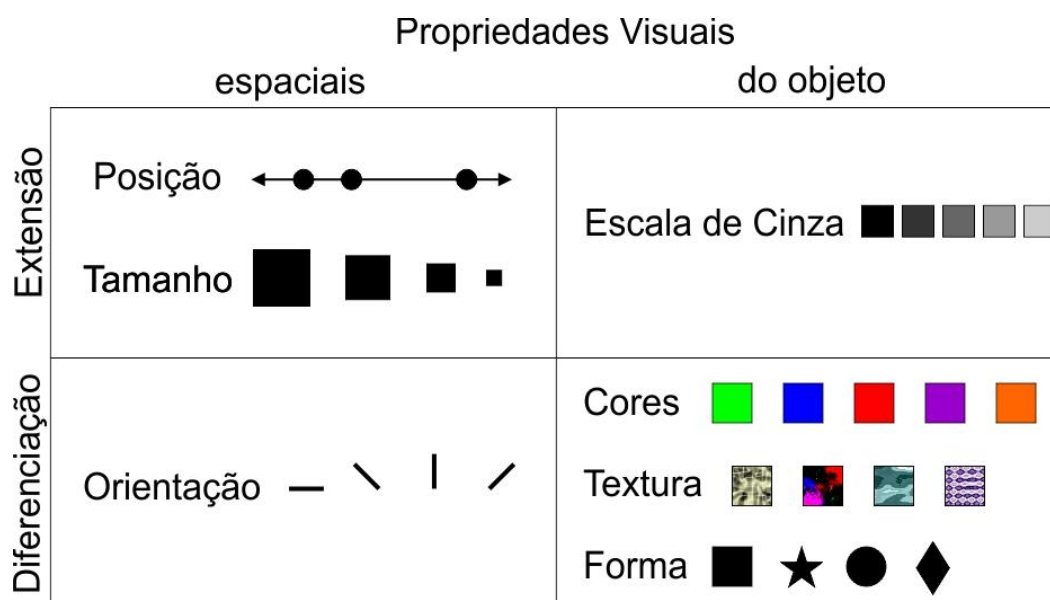 Propriedades Visuais
espaciais
do objeto
Extensão
Posição
Tamanho
Escala de Cinza
Diferenciação
Orientação
Cores
Textura
Forma